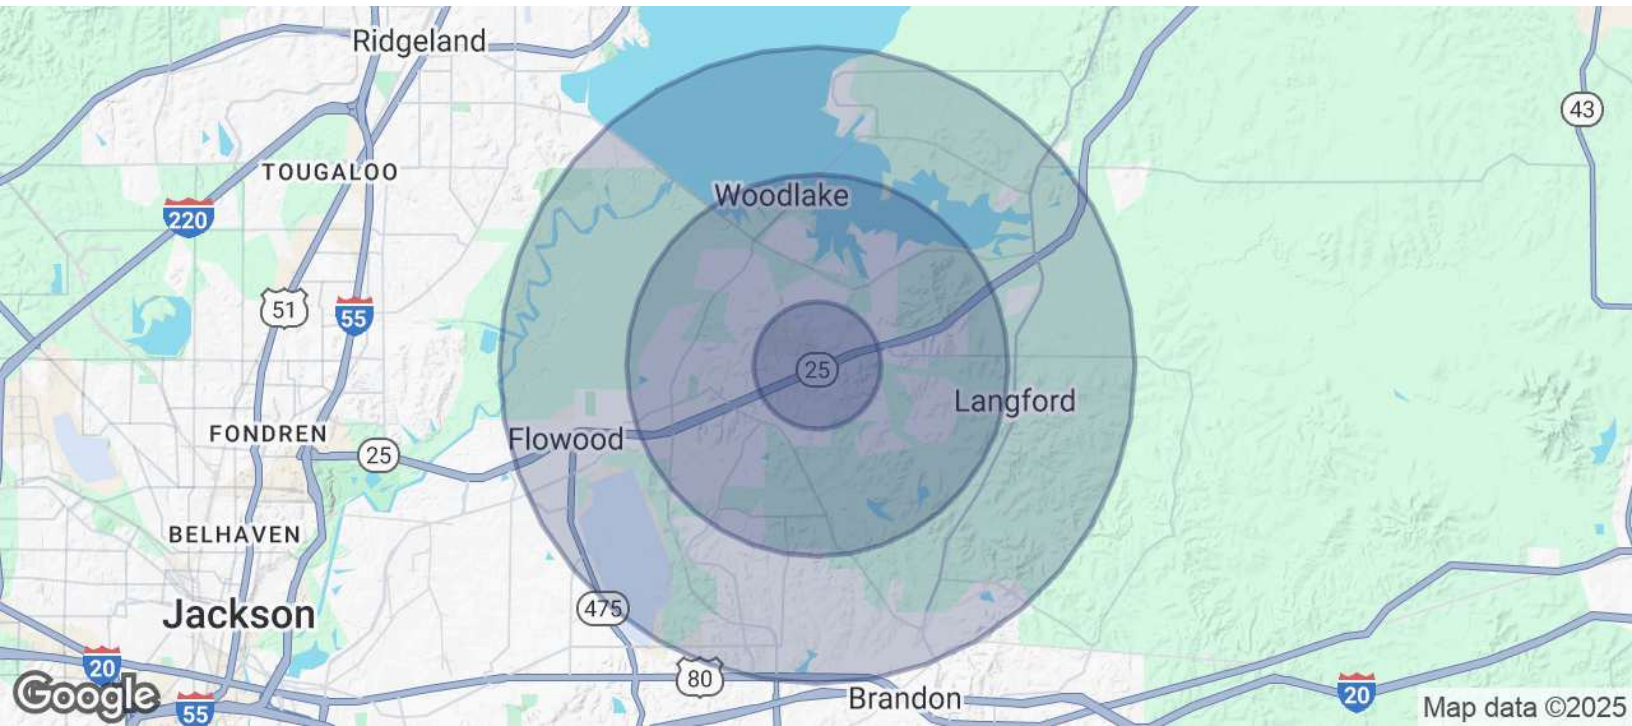 Ridgeland
43
TOUGALOO
Woodlake
220
51
55
25
Langford
FONDREN
Flowood
25
BELHAVEN
Jackson
475
20
80
20
Google
55
Brandon
Map data ©2025